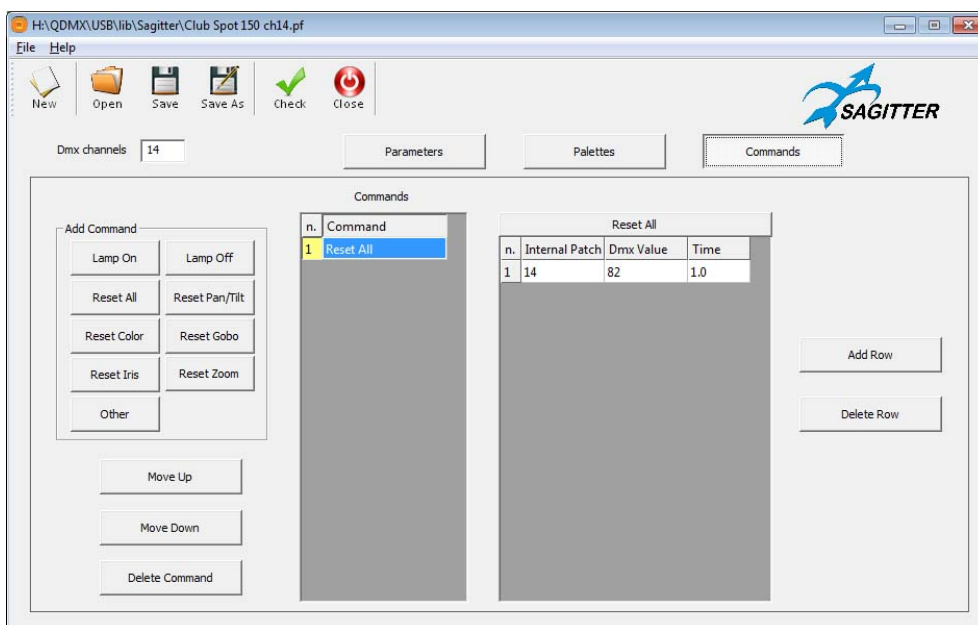 H:\QDMX\USB\lib\Sagitter\Club Spot 150 ch14.pf
File Help
New Open Save Save As Check Close
SAGITTER
Dmx channels 14 Parameters Palettes Commands
Commands
Add Command
Lamp On Lamp Off
Reset All Reset Pan/Tilt
Reset Color Reset Gobo
Reset Iris Reset Zoom
Other
Move Up
Move Down
Delete Command
n. Command
1 Reset All
Reset All
n. Internal Patch Dmx Value Time
1 14 82 1.0
Add Row
Delete Row